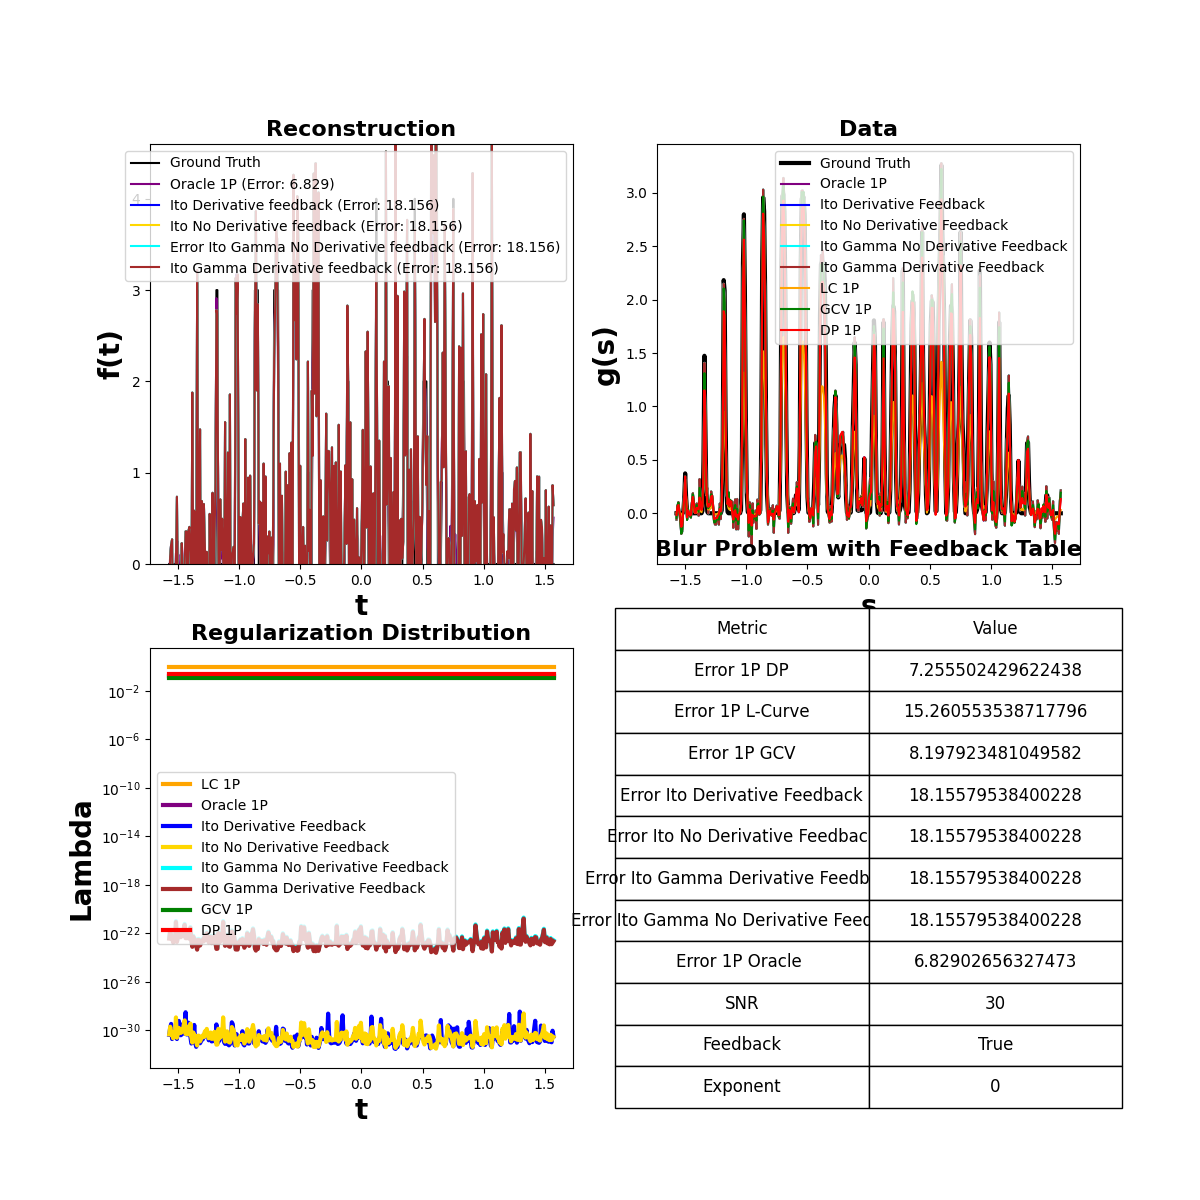 Reconstruction
Ground Truth
Oracle 1P (Error: 6.829)
Ito Derivative feedback (Error: 18.156)
Ito No Derivative feedback (Error: 18.156)
Error Ito Gamma No Derivative feedback (Error: 18.156)
Ito Gamma Derivative feedback (Error: 18.156)
4
3
2
1
0
f(t)
−1.5 −1.0 −0.5 0.0 0.5 1.0 1.5
t
Data
Ground Truth
Oracle 1P
Ito Derivative Feedback
Ito No Derivative Feedback
Ito Gamma No Derivative Feedback
Ito Gamma Derivative Feedback
LC 1P
GCV 1P
DP 1P
3.0
2.5
2.0
1.5
1.0
0.5
0.0
g(s)
−1.5 −1.0 −0.5 0.0 0.5 1.0 1.5
s
Regularization Distribution
10−2
10−6
10−10
10−14
10−18
10−22
10−26
10−30
Lambda
LC 1P
Oracle 1P
Ito Derivative Feedback
Ito No Derivative Feedback
Ito Gamma No Derivative Feedback
Ito Gamma Derivative Feedback
GCV 1P
DP 1P
−1.5 −1.0 −0.5 0.0 0.5 1.0 1.5
t
Blur Problem with Feedback Table
Metric Value
Error 1P DP 7.255502429622438
Error 1P L-Curve 15.260553538717796
Error 1P GCV 8.197923481049582
Error Ito Derivative Feedback 18.15579538400228
Error Ito No Derivative Feedbac 18.15579538400228
Error Ito Gamma Derivative Feedb 18.15579538400228
Error Ito Gamma No Derivative Feed 18.15579538400228
Error 1P Oracle 6.82902656327473
SNR 30
Feedback True
Exponent 0